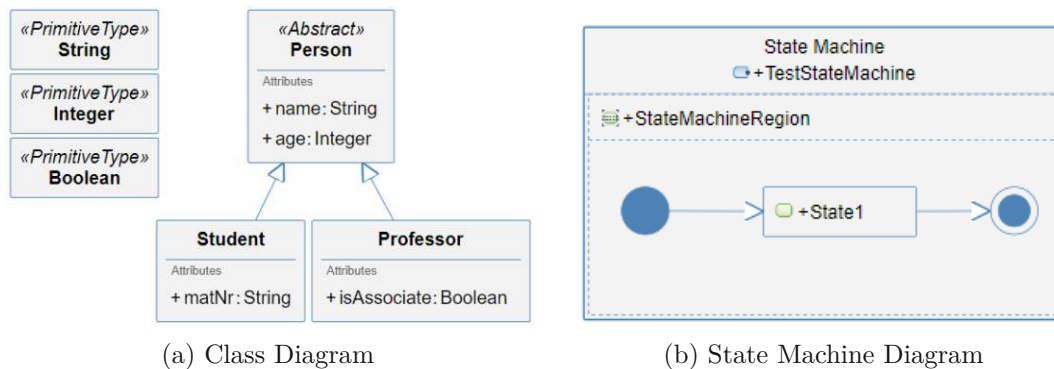 «PrimitiveType»
String
«PrimitiveType»
Integer
«PrimitiveType»
Boolean
«Abstract»
Person
Attributes
+ name: String
+ age: Integer
Student
Attributes
+ matNr: String
Professor
Attributes
+ isAssociate: Boolean
(a) Class Diagram
State Machine
+TestStateMachine
+StateMachineRegion
+State1
(b) State Machine Diagram